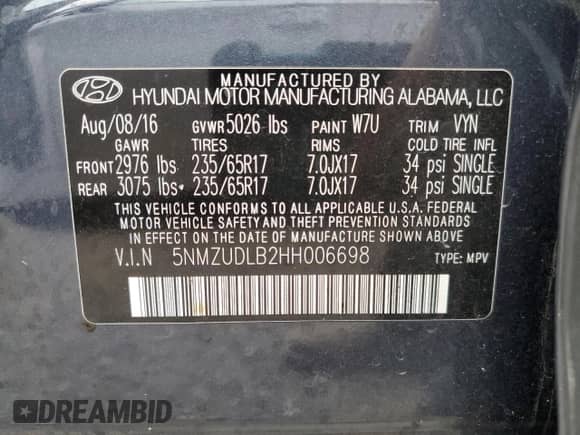 MANUFACTURED BY
HYUNDAI MOTOR MANUFACTURING ALABAMA, LLC
Aug/08/16 GVWR 5026 lbs PAINT W7U TRIM VYN
GAWR TIRES RIMS COLD TIRE INFL
FRONT 2976 lbs 235/65R17 7.0JX17 34 psi SINGLE
REAR 3075 lbs 235/65R17 7.0JX17 34 psi SINGLE
THIS VEHICLE CONFORMS TO ALL APPLICABLE U.S.A. FEDERAL
MOTOR VEHICLE SAFETY AND THEFT PREVENTION STANDARDS
IN EFFECT ON THE DATE OF MANUFACTURE SHOWN ABOVE.
V.I.N 5NMZUDLB2HH006698 TYPE: MPV
DREAMBID